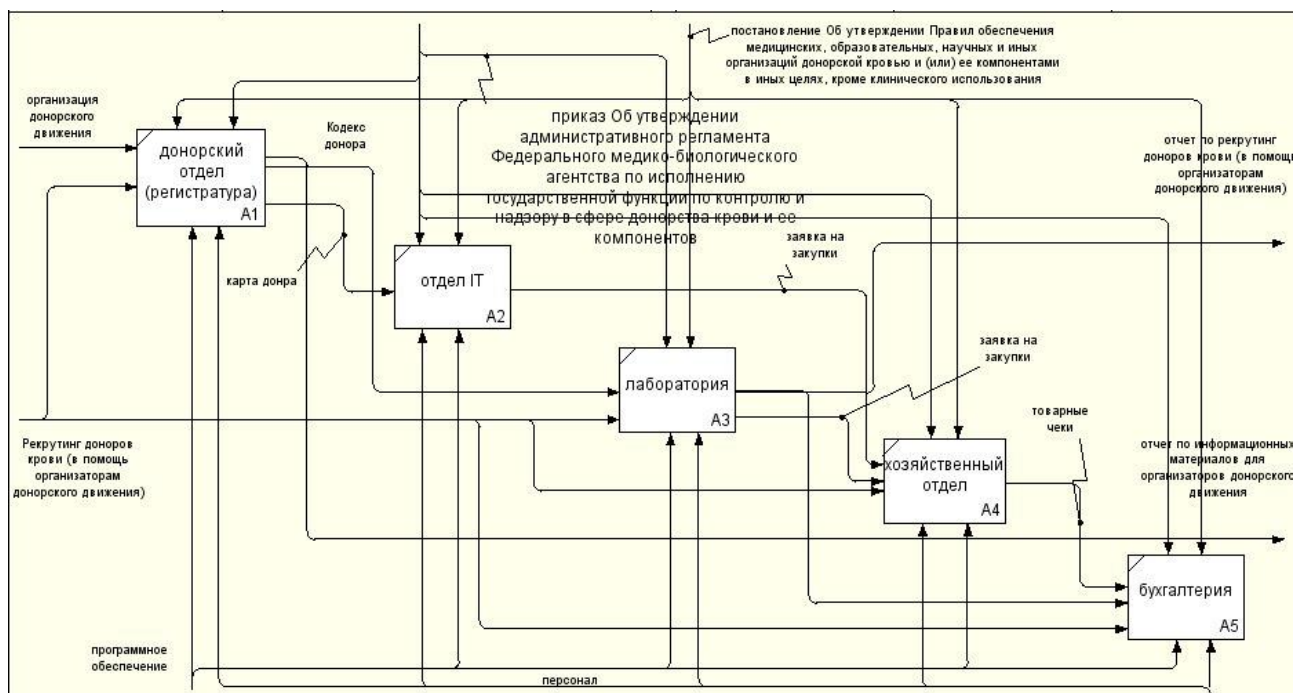 постановление Об утверждении Правил обеспечения
медицинских, образовательных, научных и иных
организаций донорской кровью и (или) ее компонентами
в иных целях, кроме клинического использования
организация
донорского
движения
донорский
отдел
(регистратура)
A1
Кодекс
донора
приказ Об утверждении
административного регламента
Федерального медико-биологического
агентства по исполнению
государственной функции по контролю и
надзору в сфере донорства крови и ее
компонентов
отчет по рекрутинг
доноров крови (в помощь
организаторам
донорского движения)
карта донра
отдел IT
A2
заявка на
закупки
лаборатория
A3
заявка на
закупки
Рекрутинг доноров
крови (в помощь
организаторам
донорского движения)
товарные
чеки
хозяйственный
отдел
A4
отчет по информационных
материалов для
организаторов донорского
движения
бухгалтерия
A5
программное
обеспечение
персонал